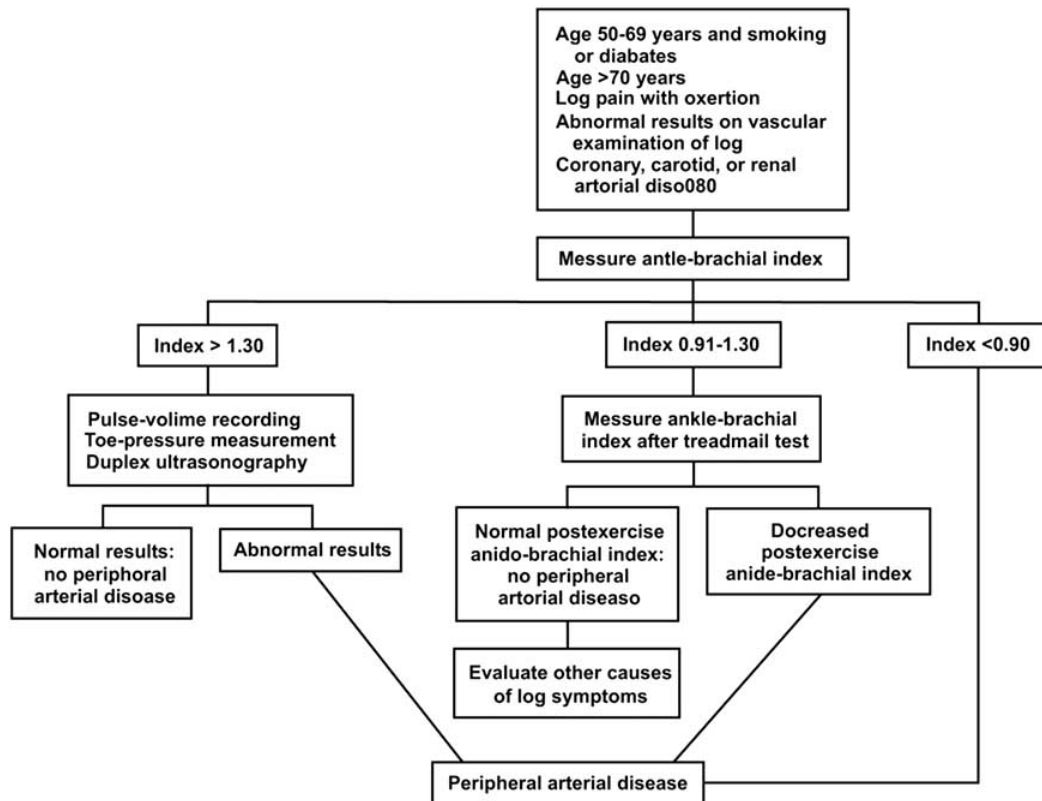 Age 50-69 years and smoking
or diabates
Age >70 years
Log pain with oxertion
Abnormal results on vascular
examination of log
Coronary, carotid, or renal
artorial diso080
Messure antle-brachial index
Index > 1.30
Index 0.91-1.30
Index <0.90
Pulse-volime recording
Toe-pressure measurement
Duplex ultrasonography
Messure ankle-brachial
index after treadmail test
Normal results:
no periphoral
arterial disoase
Abnormal results
Normal postexercise
anido-brachial index:
no peripheral
artorial diseaso
Docreased
postexercise
anide-brachial index
Evaluate other causes
of log symptoms
Peripheral arterial disease